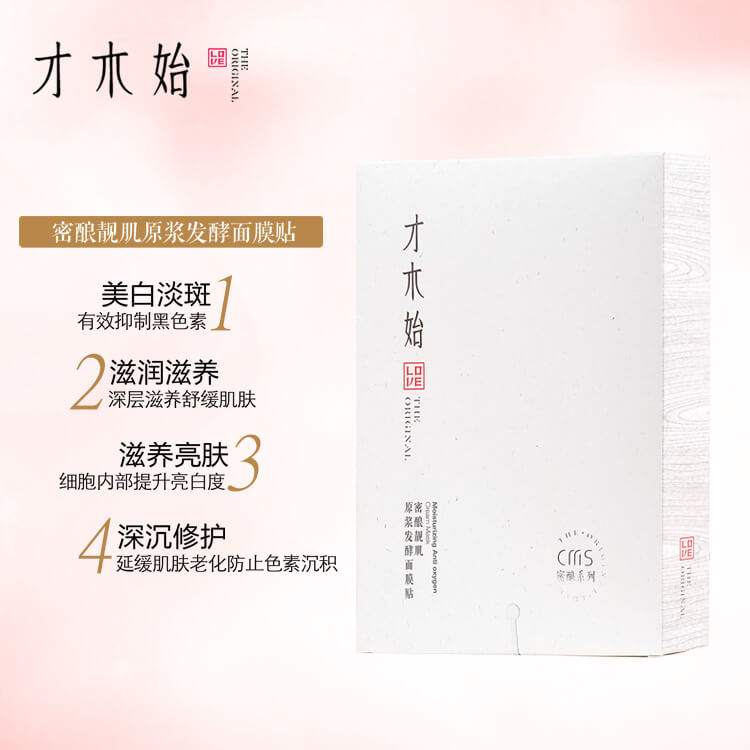 才木始
LOVE
THE
ORIGINAL
密酿靓肌原浆发酵面膜贴
美白淡斑
有效抑制黑色素
1
2
滋润滋养
深层滋养舒缓肌肤
滋养亮肤
细胞内部提升亮白度
3
4
深沉修护
延缓肌肤老化防止色素沉积
才木始
LOVE
THE
ORIGINAL
Moisturizing Anti oxygen
Cream Mask
密酿靓肌
原浆发酵面膜贴
THE · ORIGIN
CMS
密酿系列
LOVE
THE
ORIGINAL